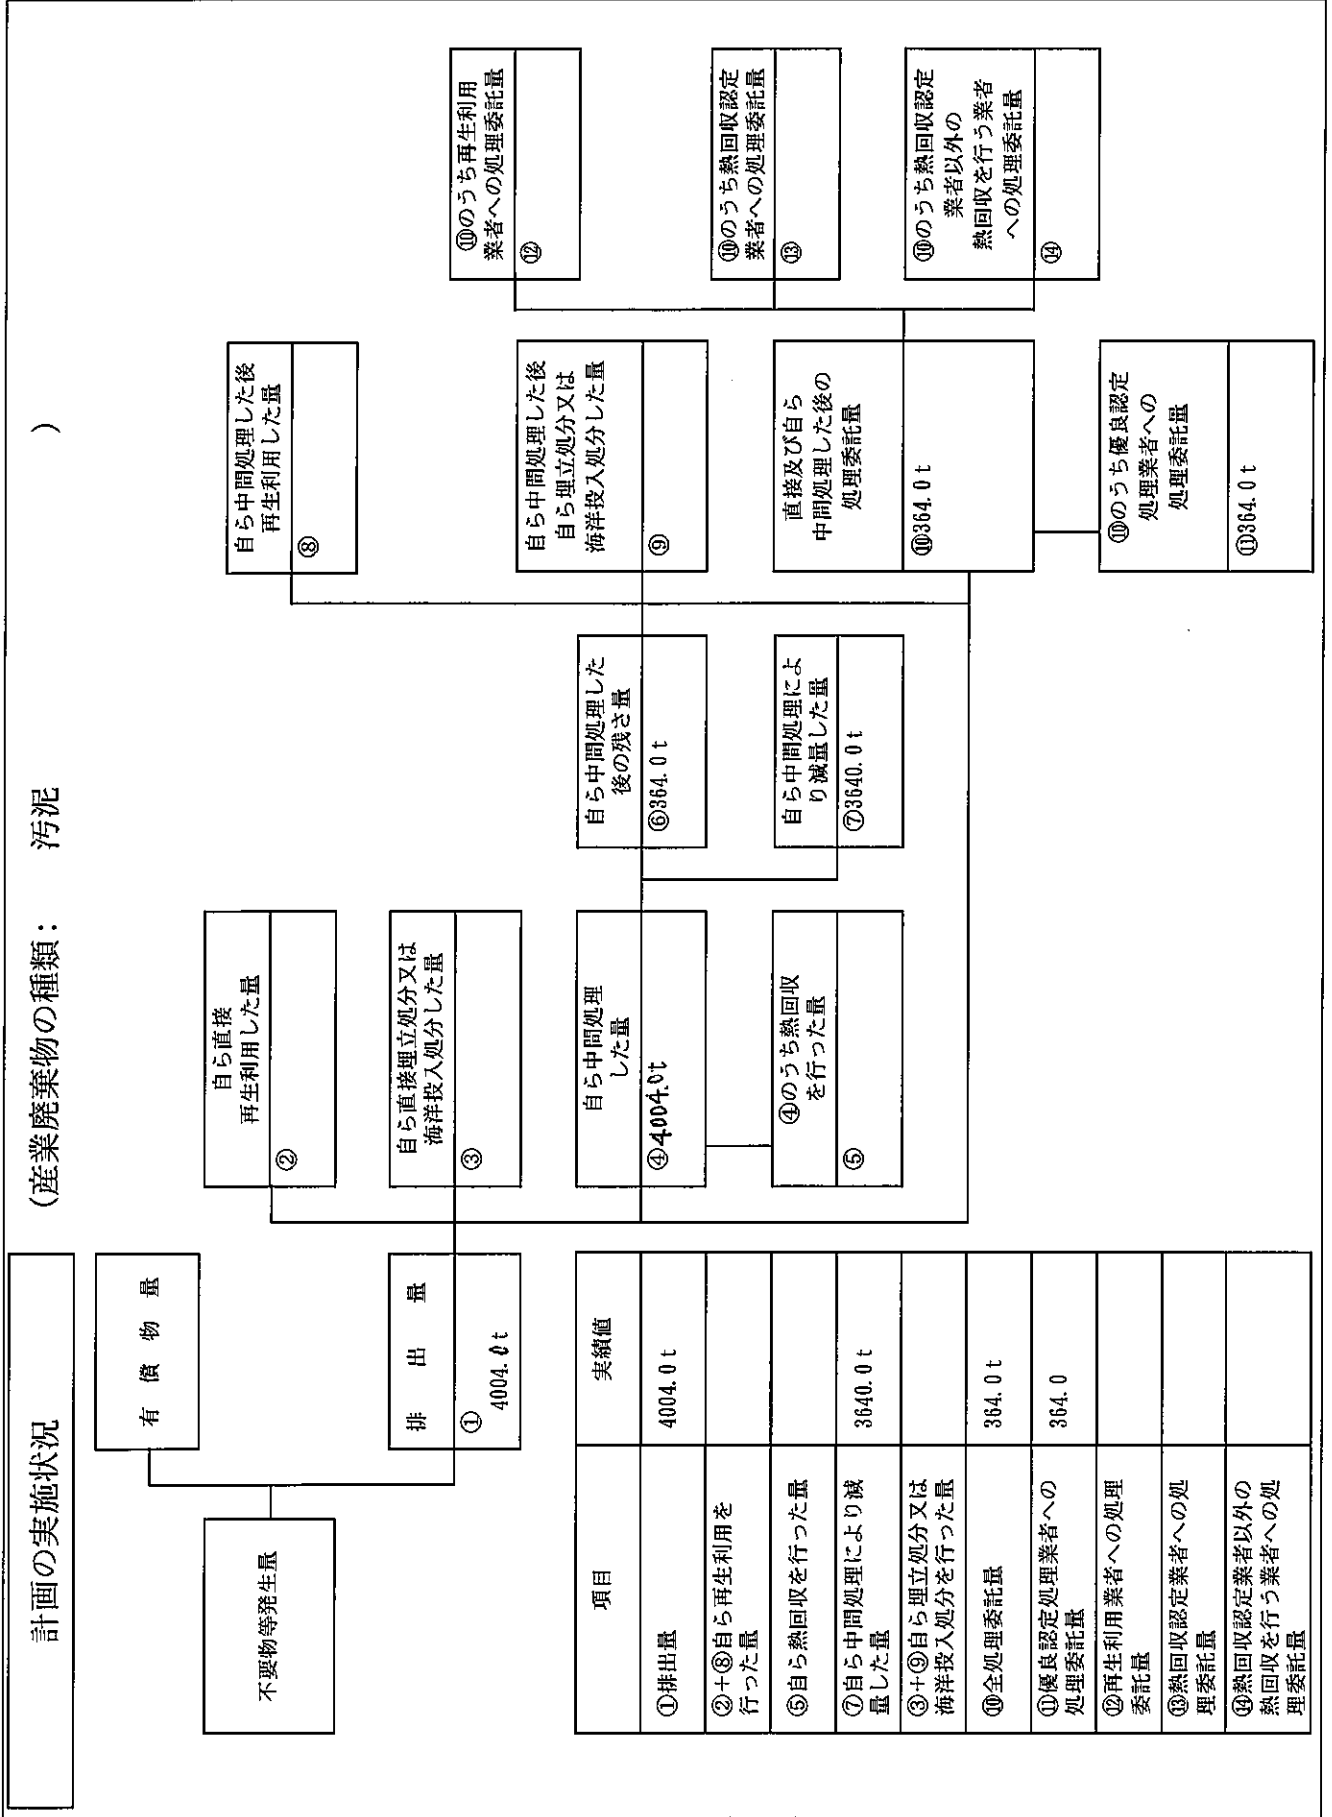 計画の実施状況
(産業廃棄物の種類： 汚泥 )
不要物等発生量
有 償 物 量
排 出 量
①
4004.0t
自ら直接
再生利用した量
②
自ら直接埋立処分又は
海洋投入処分した量
③
自ら中間処理
した量
④4004.0t
④のうち熱回収
を行った量
⑤
自ら中間処理した
後の残さ量
⑥364.0t
自ら中間処理によ
り減量した量
⑦3640.0t
自ら中間処理した後
再生利用した量
⑧
自ら中間処理した後
自ら埋立処分又は
海洋投入処分した量
⑨
直接及び自ら
中間処理した後の
処理委託量
⑩364.0t
⑩のうち優良認定
処理業者への
処理委託量
⑪364.0t
⑩のうち再生利用
業者への処理委託量
⑫
⑩のうち熱回収認定
業者への処理委託量
⑬
⑩のうち熱回収認定
業者以外の
熱回収を行う業者
への処理委託量
⑭
項目 実績値
①排出量 4004.0t
②+⑧自ら再生利用を
行った量
⑤自ら熱回収を行った量
⑦自ら中間処理により減
量した量 3640.0t
③+⑨自ら埋立処分又は
海洋投入処分を行った量
⑩全処理委託量 364.0t
⑪優良認定処理業者への
処理委託量 364.0
⑫再生利用業者への処理
委託量
⑬熱回収認定業者への処
理委託量
⑭熱回収認定業者以外の
熱回収を行う業者への処
理委託量